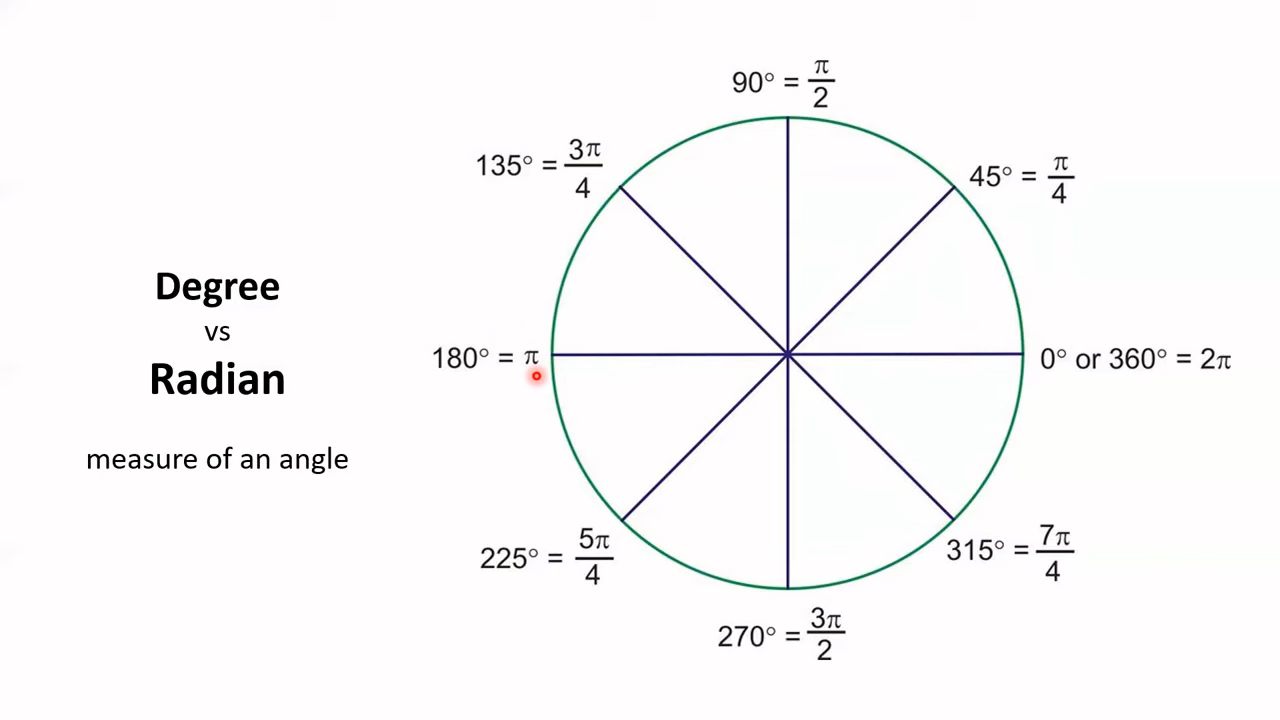 Degree
vs
Radian
measure of an angle
90° = π/2
135° = 3π/4
45° = π/4
180° = π
0° or 360° = 2π
225° = 5π/4
315° = 7π/4
270° = 3π/2